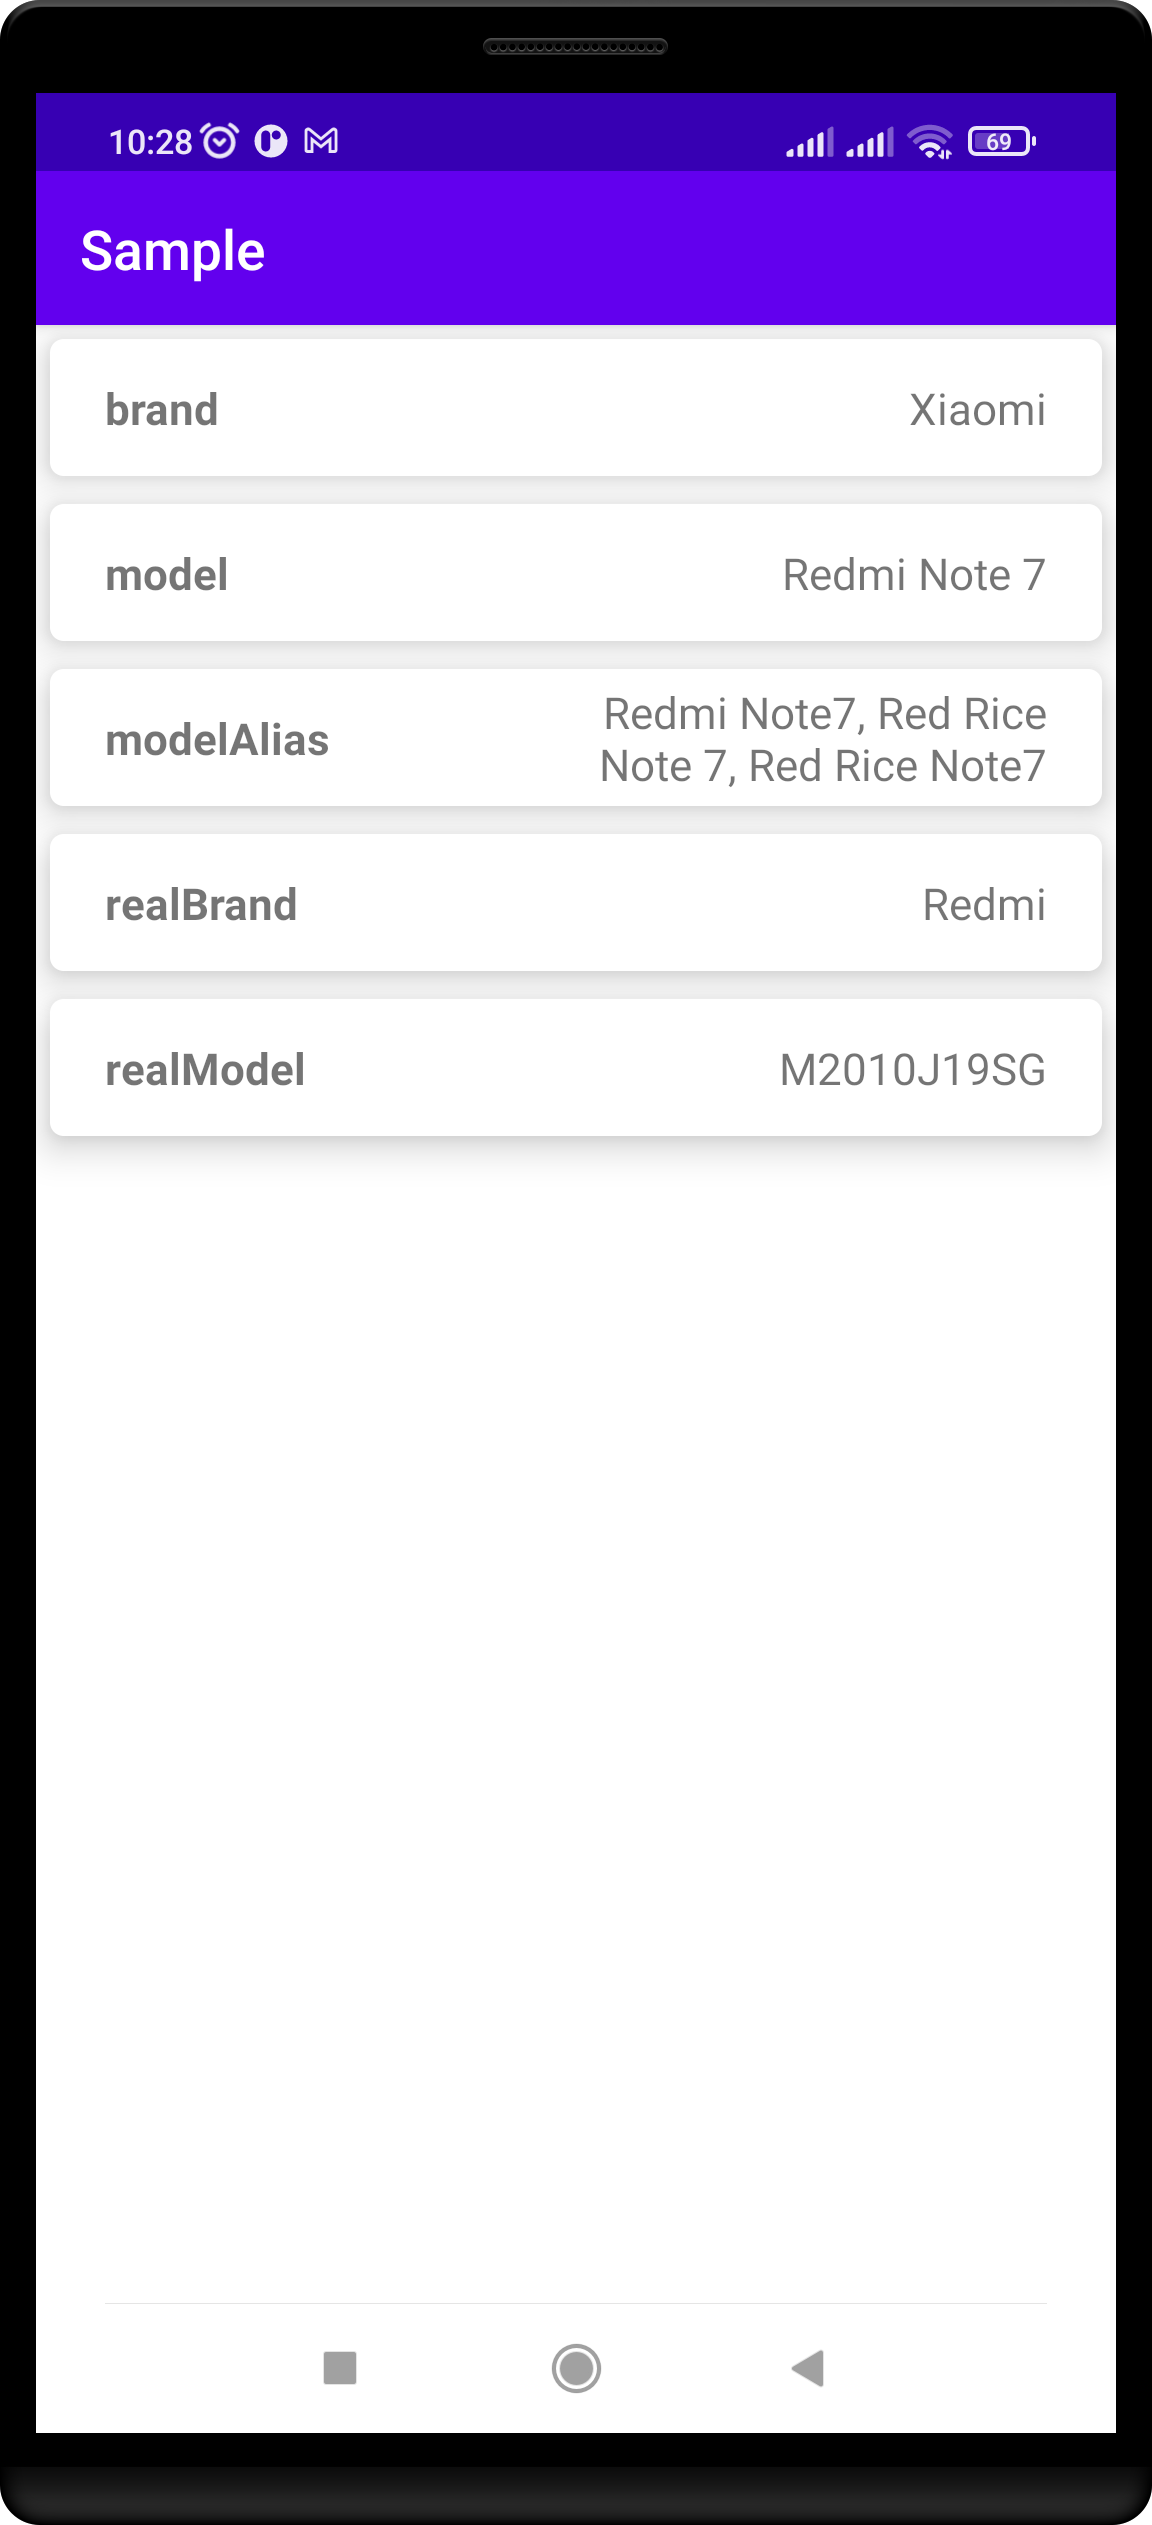 10:28
69
Sample
brand
Xiaomi
model
Redmi Note 7
modelAlias
Redmi Note7, Red Rice
Note 7, Red Rice Note7
realBrand
Redmi
realModel
M2010J19SG